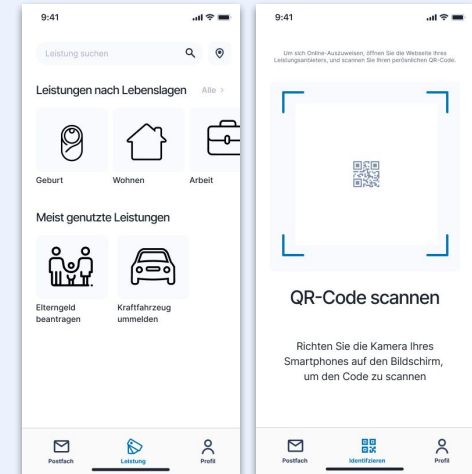 9:41
Leistung suchen
Leistungen nach Lebenslagen
Alle >
Geburt
Wohnen
Arbeit
Meist genutzte Leistungen
Elterngeld
beantragen
Kraftfahrzeug
ummelden
Postfach
Leistung
Profil
9:41
Um sich Online-Auszuweisen, öffnen Sie die Webseite Ihres
Leistungsanbieters, und scannen Sie Ihren perösnlichen QR-Code.
QR-Code scannen
Richten Sie die Kamera Ihres
Smartphones auf den Bildschirm,
um den Code zu scannen
Postfach
Identifzieren
Profil